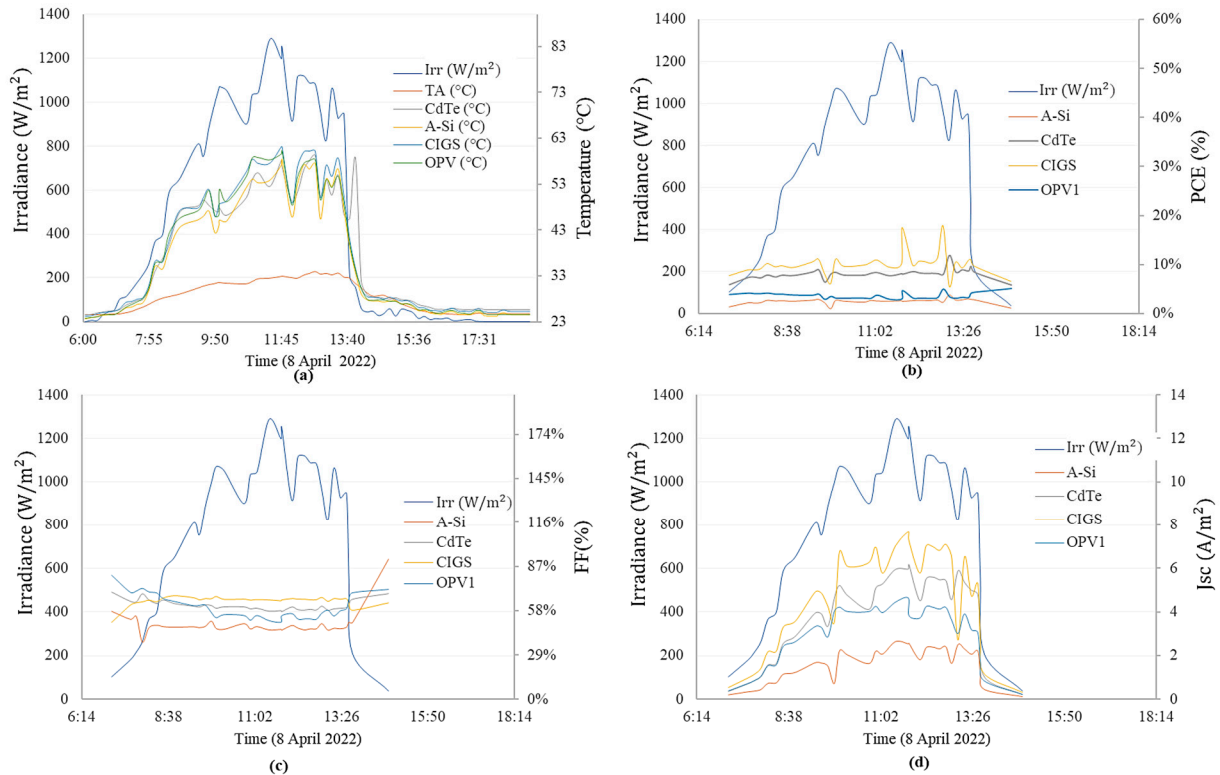 1400
1200
1000
800
600
400
200
0
Irradiance (W/m²)
83
73
63
53
43
33
23
Temperature (°C)
Irr (W/m²)
TA (°C)
CdTe (°C)
A-Si (°C)
CIGS (°C)
OPV (°C)
6:00 7:55 9:50 11:45 13:40 15:36 17:31
Time (8 April 2022)
(a)
1400
1200
1000
800
600
400
200
0
Irradiance (W/m²)
60%
50%
40%
30%
20%
10%
0%
PCE (%)
Irr (W/m²)
A-Si
CdTe
CIGS
OPV1
6:14 8:38 11:02 13:26 15:50 18:14
Time (8 April 2022)
(b)
1400
1200
1000
800
600
400
200
0
Irradiance (W/m²)
174%
145%
116%
87%
58%
29%
0%
FF(%)
Irr (W/m²)
A-Si
CdTe
CIGS
OPV1
6:14 8:38 11:02 13:26 15:50 18:14
Time (8 April 2022)
(c)
1400
1200
1000
800
600
400
200
0
Irradiance (W/m²)
14
12
10
8
6
4
2
0
Jsc (A/m²)
Irr (W/m²)
A-Si
CdTe
CIGS
OPV1
6:14 8:38 11:02 13:26 15:50 18:14
Time (8 April 2022)
(d)